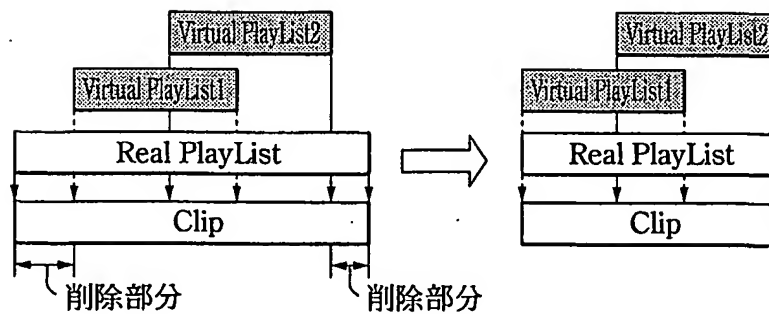 Virtual PlayList2
Virtual PlayList1
Real PlayList
Clip
削除部分
削除部分
Virtual PlayList2
Virtual PlayList1
Real PlayList
Clip